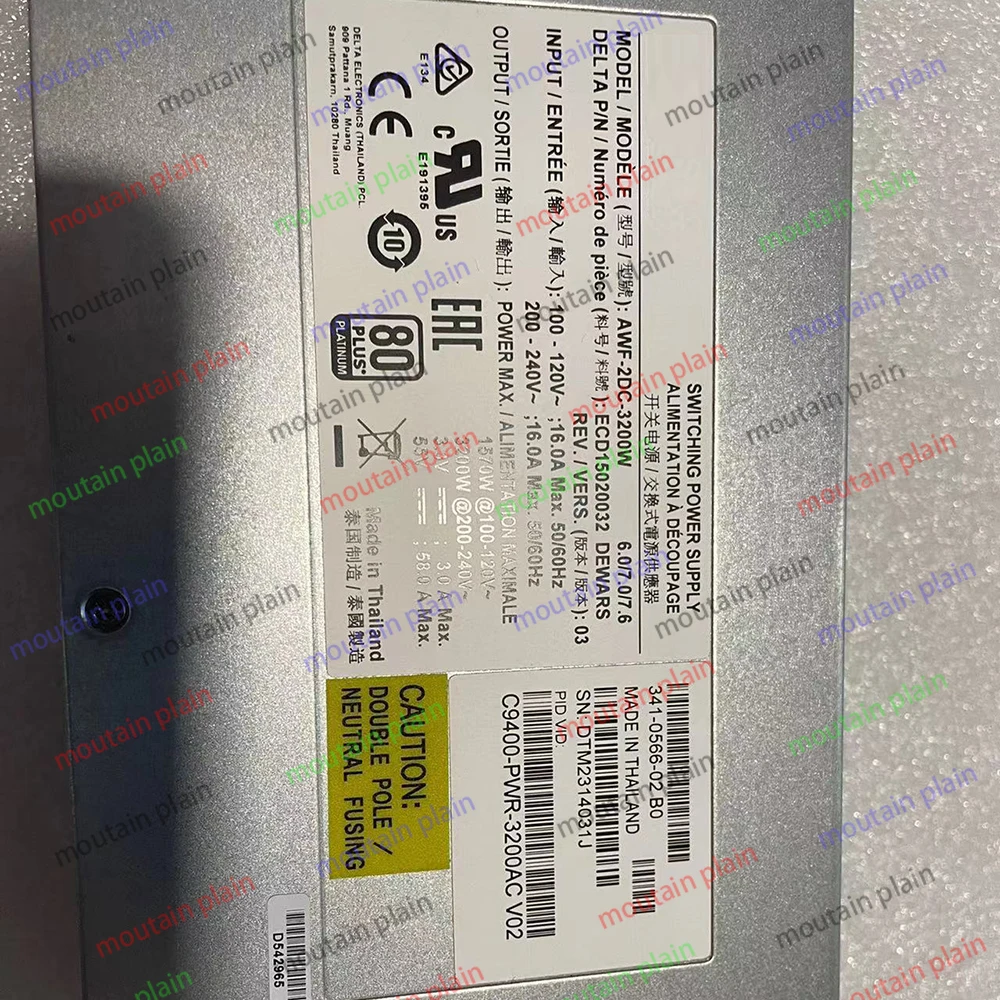 SWITCHING POWER SUPPLY
ALIMENTATION À DÉCOUPAGE
开关电源 / 交換式電源供應器
MODEL / MODÈLE ( 型号 / 型號 ): AWF-2DC-3200W 6.0/7.0/7.6
DELTA P/N / Numéro de pièce ( 料号 / 料號 ): ECD15020032 DEWARS
REV. / VERS. ( 版本 / 版本 ): 03
INPUT / ENTRÉE ( 输入 / 輸入 ): 100 - 120V~ ;16.0A Max. 50/60Hz
200 - 240V~ ;16.0A Max. 50/60Hz
OUTPUT / SORTIE ( 输出 / 輸出 ): POWER MAX. / ALIMENTATION MAXIMALE
1570W @100-120V~
3200W @200-240V~
; 3.0 A Max.
; 58.0 A Max.
E134
c UR US
E191395
CE
10
EAC
80
PLUS
PLATINUM
DELTA ELECTRONICS (THAILAND) PCL.
909 Pattana 1 Rd., Muang
Samutprakarn, 10280 Thailand
Made in Thailand
泰国制造 / 泰國製造
341-0566-02 B0
MADE IN THAILAND
SN: DTM2314031J
PID VID:
C9400-PWR-3200AC V02
CAUTION:
DOUBLE POLE /
NEUTRAL FUSING
D542965
moutain plain